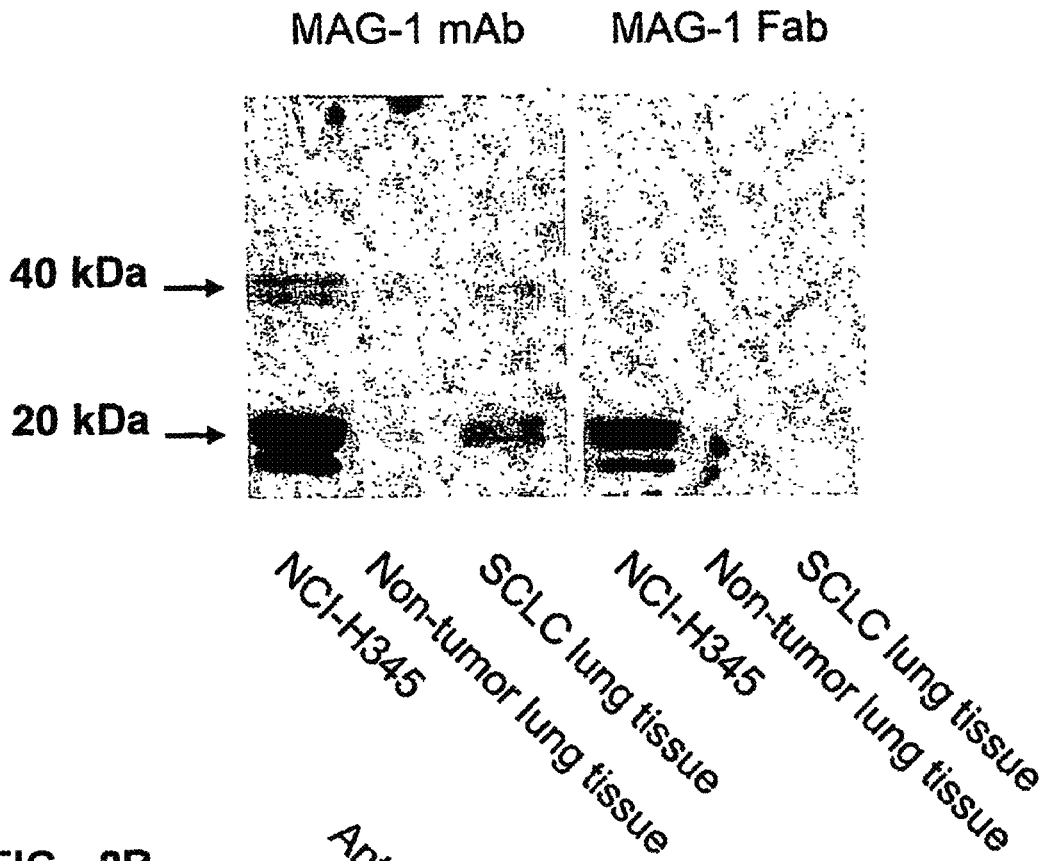 MAG-1 mAb MAG-1 Fab
40 kDa
20 kDa
NCI-H345
Non-tumor lung tissue
SCLC lung tissue
NCI-H345
Non-tumor lung tissue
SCLC lung tissue